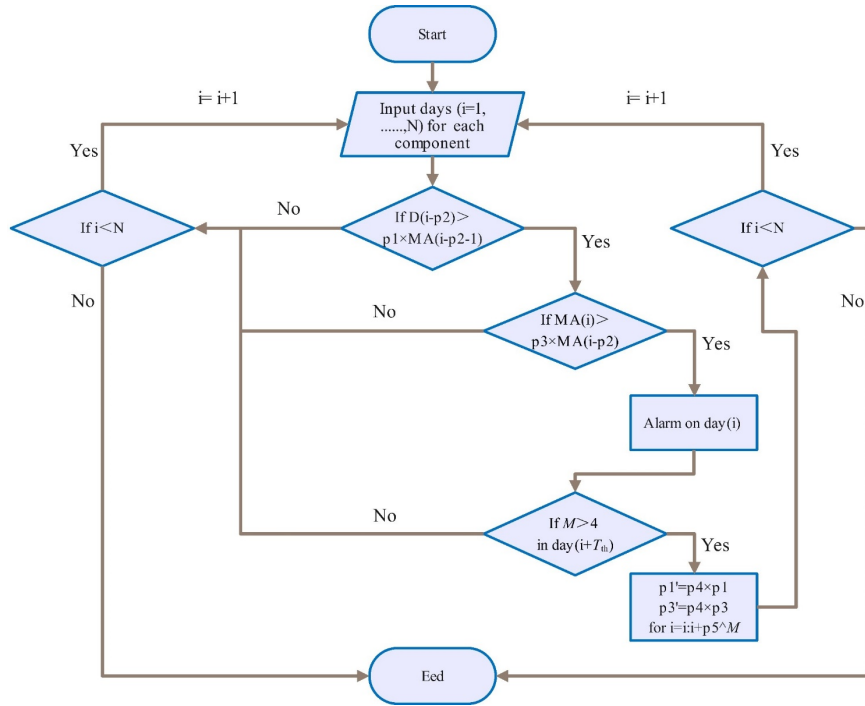 Start
i= i+1
i= i+1
Input days (i=1,
......,N) for each
component
Yes
Yes
If i<N
No
If D(i-p2)>
p1×MA(i-p2-1)
If i<N
Yes
No
No
No
If MA(i)>
p3×MA(i-p2)
Yes
Alarm on day(i)
No
If M>4
in day(i+Tth)
Yes
p1'=p4×p1
p3'=p4×p3
for i=i:i+p5^M
Eed